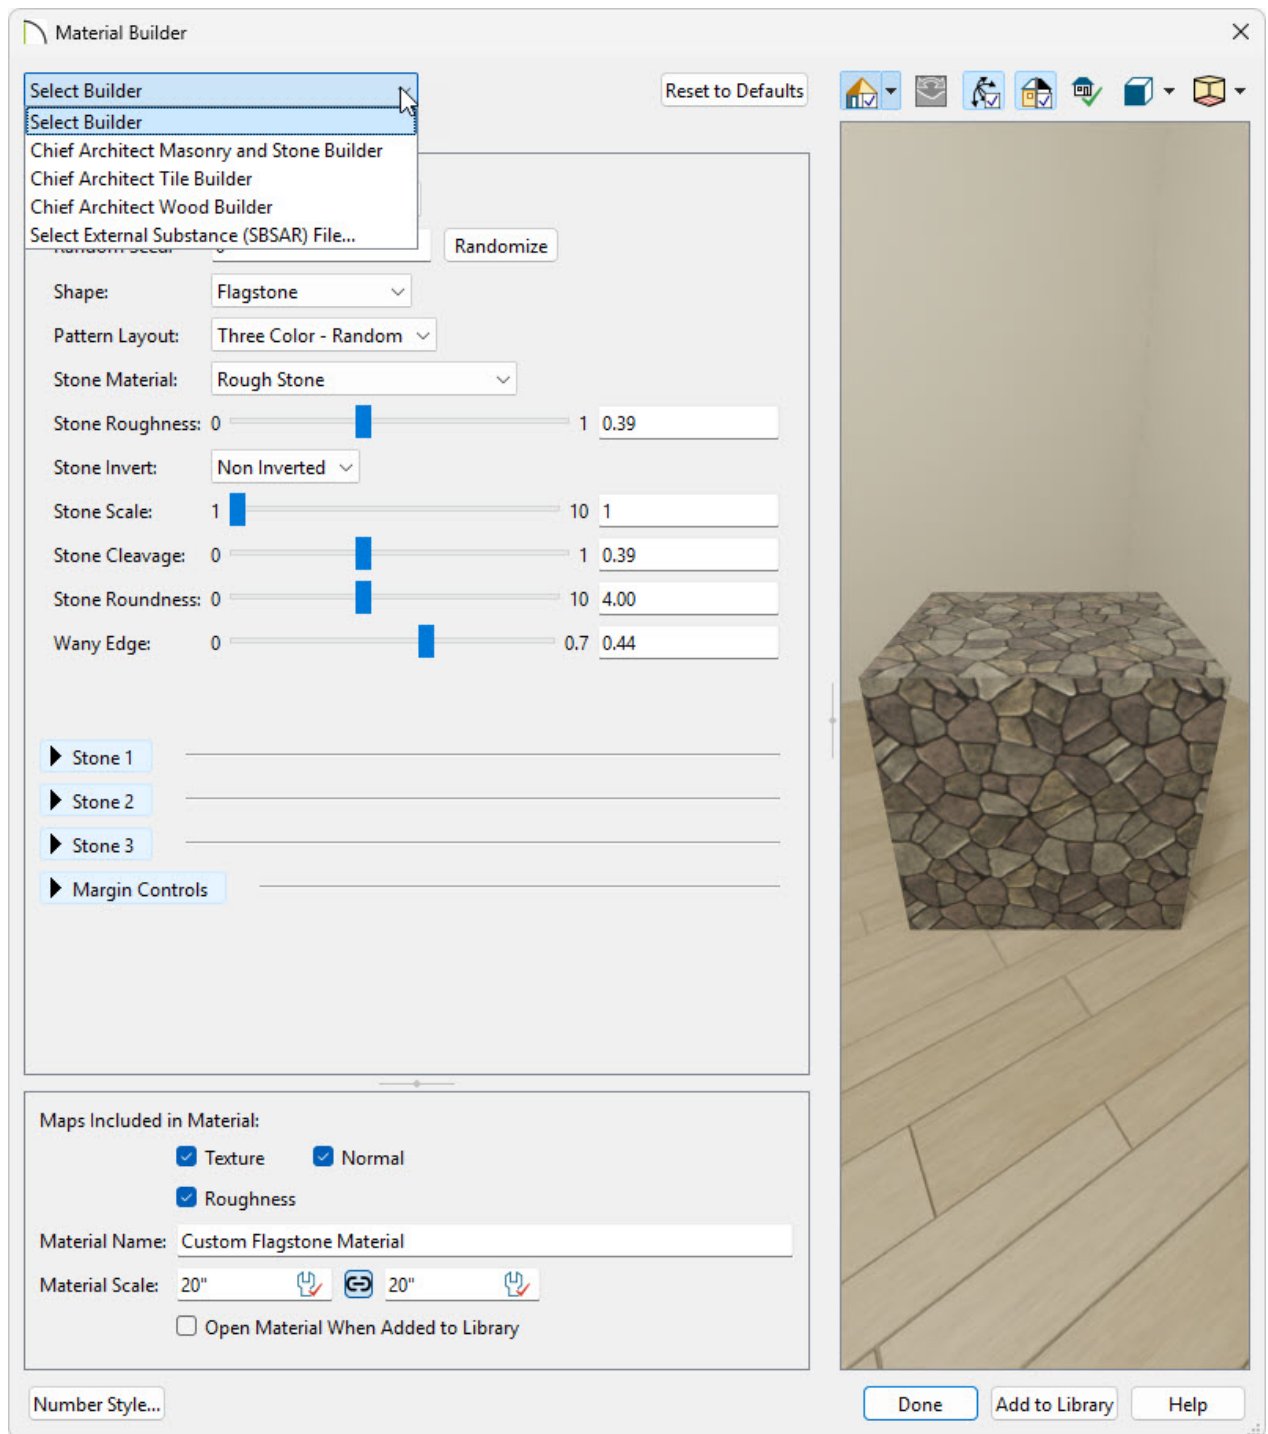 Material Builder
Select Builder
Reset to Defaults
Select Builder
Chief Architect Masonry and Stone Builder
Chief Architect Tile Builder
Chief Architect Wood Builder
Select External Substance (SBSAR) File...
Randomize
Shape: Flagstone
Pattern Layout: Three Color - Random
Stone Material: Rough Stone
Stone Roughness: 0 1 0.39
Stone Invert: Non Inverted
Stone Scale: 1 10 1
Stone Cleavage: 0 1 0.39
Stone Roundness: 0 10 4.00
Wany Edge: 0 0.7 0.44
Stone 1
Stone 2
Stone 3
Margin Controls
Maps Included in Material:
Texture Normal
Roughness
Material Name: Custom Flagstone Material
Material Scale: 20" 20"
Open Material When Added to Library
Number Style... Done Add to Library Help